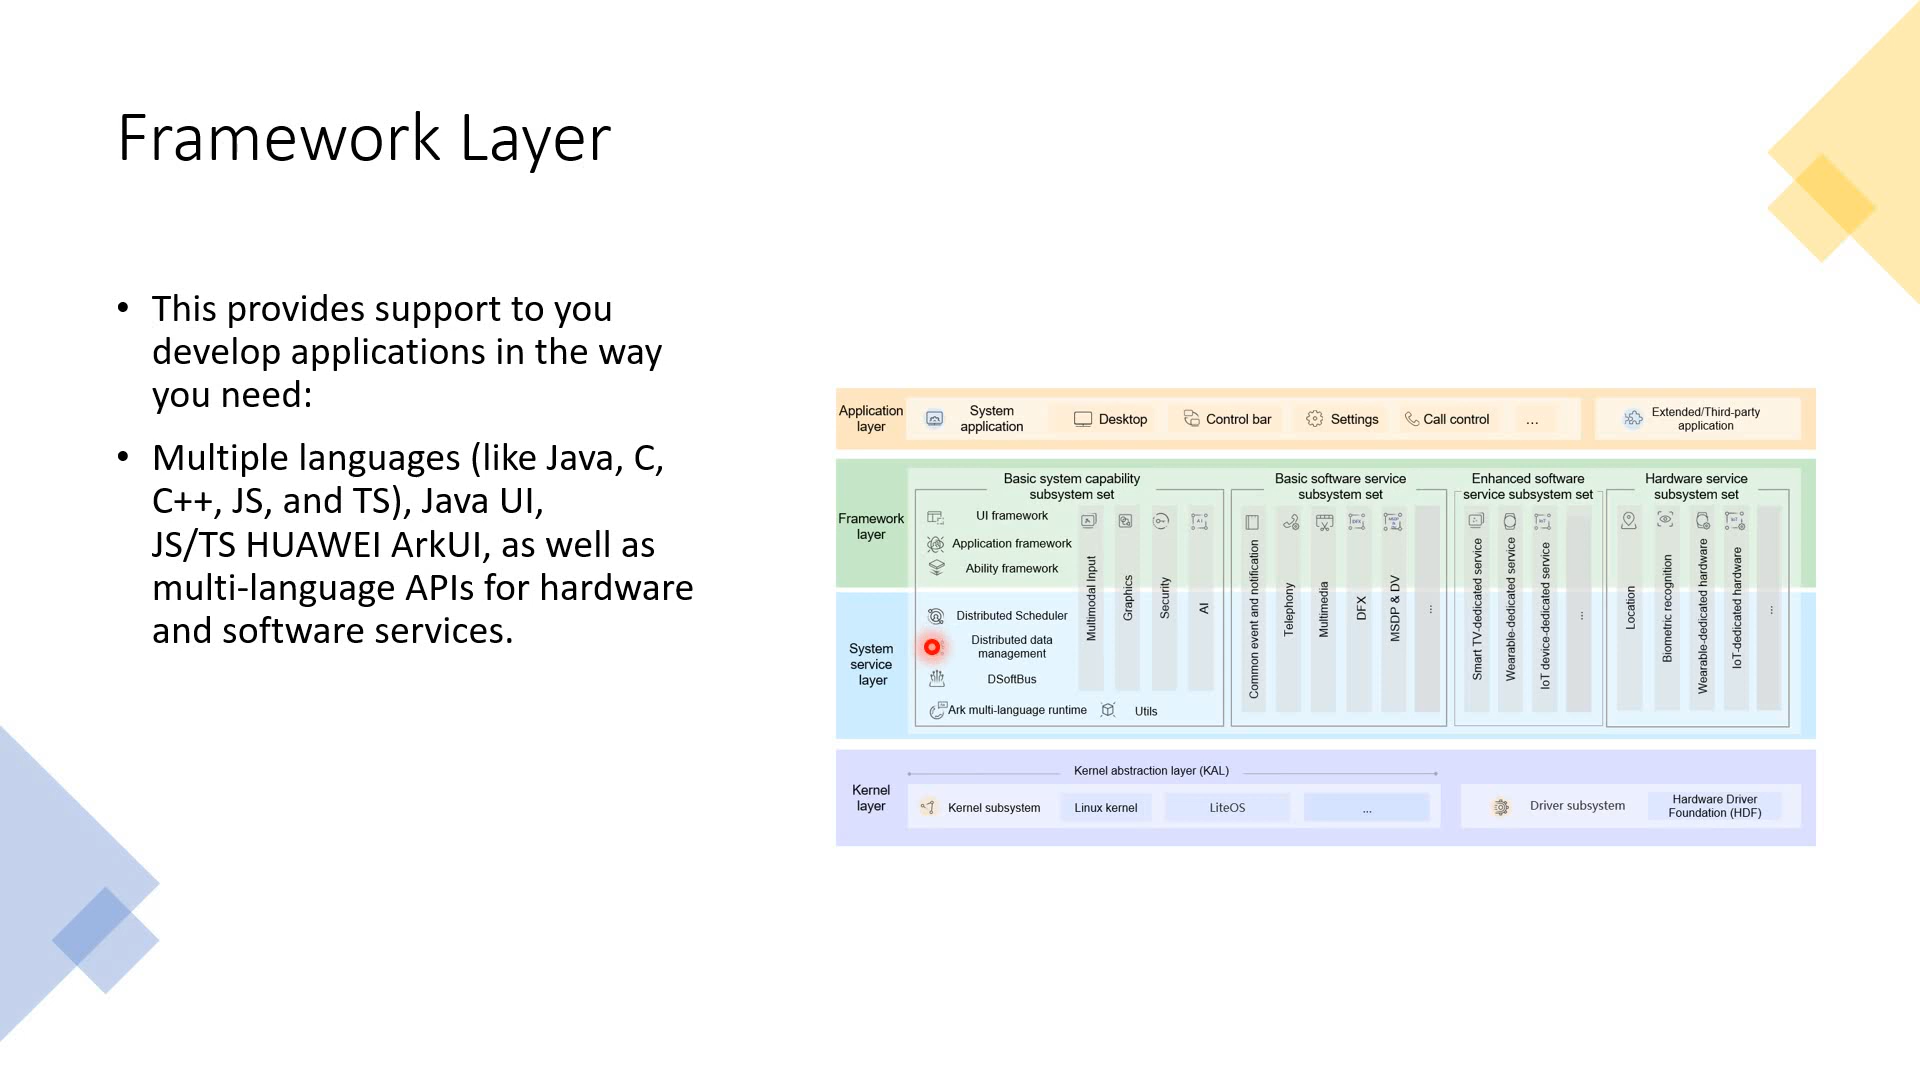 Framework Layer
• This provides support to you
develop applications in the way
you need:
• Multiple languages (like Java, C,
C++, JS, and TS), Java UI,
JS/TS HUAWEI ArkUI, as well as
multi-language APIs for hardware
and software services.
Application
layer
System
application
Desktop
Control bar
Settings
Call control
...
Extended/Third-party
application
Framework
layer
Basic system capability
subsystem set
UI framework
Application framework
Ability framework
System
service
layer
Distributed Scheduler
Distributed data
management
DSoftBus
Ark multi-language runtime
Utils
Multimodal Input
Graphics
Security
AI
Basic software service
subsystem set
Common event and notification
Telephony
Multimedia
DFX
MSDP & DV
...
Enhanced software
service subsystem set
Smart TV-dedicated service
Wearable-dedicated service
IoT device-dedicated service
...
Hardware service
subsystem set
Location
Biometric recognition
Wearable-dedicated hardware
IoT-dedicated hardware
...
Kernel
layer
Kernel abstraction layer (KAL)
Kernel subsystem
Linux kernel
LiteOS
...
Driver subsystem
Hardware Driver
Foundation (HDF)